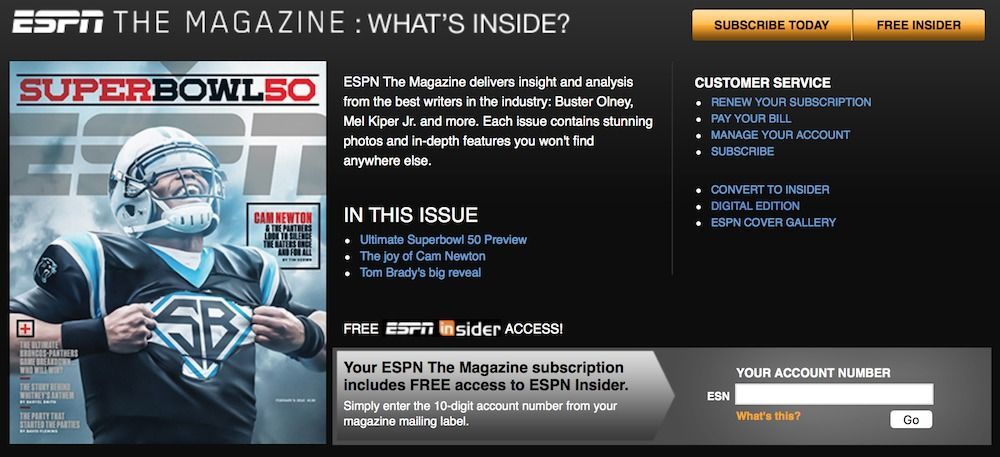 ESPN THE MAGAZINE : WHAT'S INSIDE?
SUBSCRIBE TODAY
FREE INSIDER
SUPERBOWL50
ESPN
CAM NEWTON
& THE PANTHERS
LOOK TO SILENCE
THE HATERS ONCE
AND FOR ALL
SB
THE ULTIMATE
BRONCOS-PANTHERS
GAME BREAKDOWN:
WHO WILL WIN?
THE STORY BEHIND
WHITNEY'S ANTHEM
THE PARTY THAT
STARTED THE PARTIES
BY DAVID FLEMING
ESPN The Magazine delivers insight and analysis
from the best writers in the industry: Buster Olney,
Mel Kiper Jr. and more. Each issue contains stunning
photos and in-depth features you won't find
anywhere else.
IN THIS ISSUE
Ultimate Superbowl 50 Preview
The joy of Cam Newton
Tom Brady's big reveal
CUSTOMER SERVICE
RENEW YOUR SUBSCRIPTION
PAY YOUR BILL
MANAGE YOUR ACCOUNT
SUBSCRIBE
CONVERT TO INSIDER
DIGITAL EDITION
ESPN COVER GALLERY
FREE ESPN insider ACCESS!
Your ESPN The Magazine subscription
includes FREE access to ESPN Insider.
Simply enter the 10-digit account number from your
magazine mailing label.
YOUR ACCOUNT NUMBER
ESN
What's this?
Go